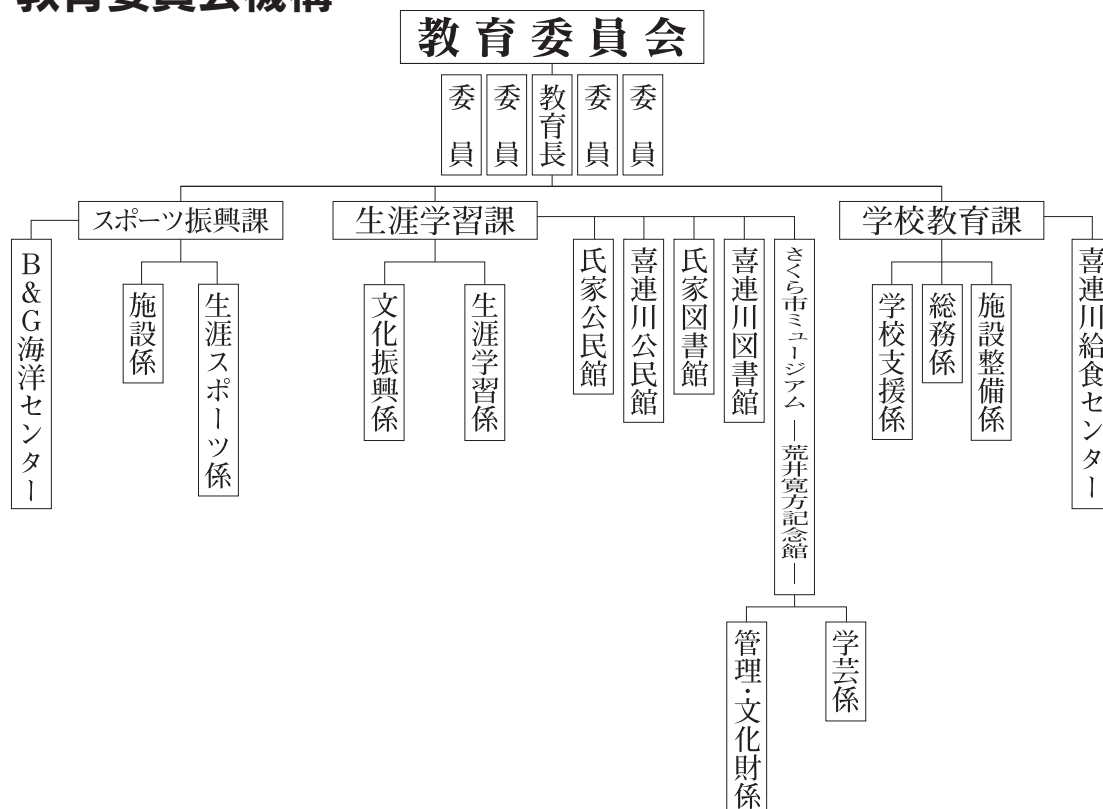 教育委員会機構
教育委員会
委員
委員
教育長
委員
委員
スポーツ振興課
生涯学習課
学校教育課
B&G海洋センター
施設係
生涯スポーツ係
文化振興係
生涯学習係
氏家公民館
喜連川公民館
氏家図書館
喜連川図書館
さくら市ミュージアム ―荒井寛方記念館―
学校支援係
総務係
施設整備係
喜連川給食センター
管理・文化財係
学芸係